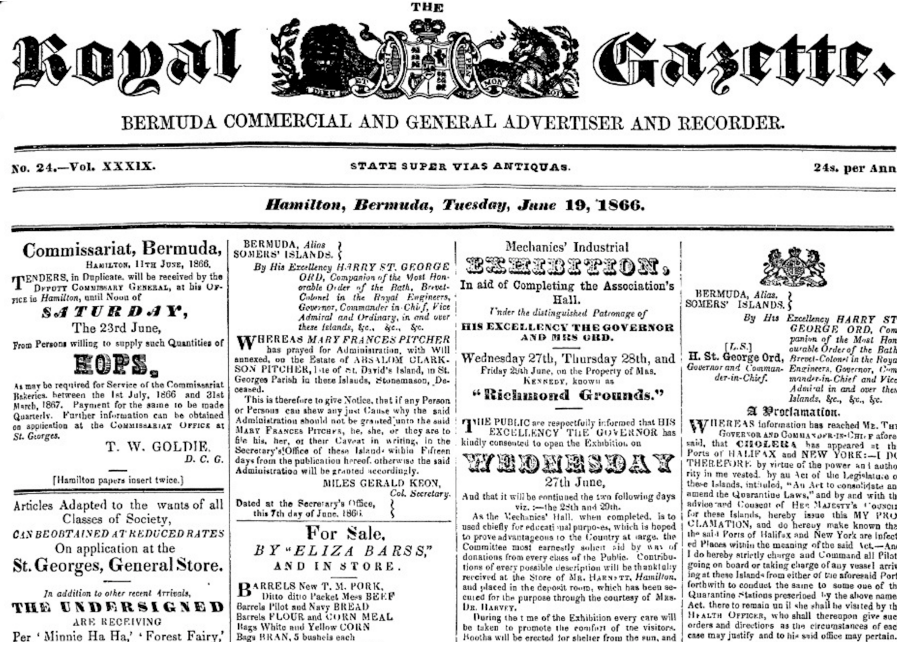 THE
Royal Gazette.
DIEU ET MON
BERMUDA COMMERCIAL AND GENERAL ADVERTISER AND RECORDER.
No. 24.—Vol. XXXIX.
STATE SUPER VIAS ANTIQUAS.
24s. per Ann
Hamilton, Bermuda, Tuesday, June 19, 1866.
Commissariat, Bermuda,
HAMILTON, 11TH JUNE, 1866.
TENDERS, in Duplicate, will be received by the
DEPUTY COMMISSARY GENERAL, at his OF-
FICE in Hamilton, until Noon of
SATURDAY,
The 23rd June,
From Persons willing to supply such Quantities of
HOPS,
As may be required for Service of the Commissariat
Bakeries, between the 1st July, 1866 and 31st
March, 1867. Payment for the same to be made
Quarterly. Further information can be obtained
on application at the COMMISSARIAT OFFICE at
St. Georges.
T. W. GOLDIE,
D. C. G.
[Hamilton papers insert twice.]
Articles Adapted to the wants of all
Classes of Society,
CAN BE OBTAINED AT REDUCED RATES
On application at the
St. Georges, General Store.
In addition to other recent Arrivals,
THE UNDERSIGNED
ARE RECEIVING
Per ' Minnie Ha Ha,' ' Forest Fairy,'
BERMUDA, Alias
SOMERS' ISLANDS.
By His Excellency HARRY ST. GEORGE
ORD, Companion of the Most Hon-
orable Order of the Bath, Brevet-
Colonel in the Royal Engineers,
Governor, Commander in-Chief, Vice
Admiral and Ordinary, in and over
these Islands, &c., &c., &c.
WHEREAS MARY FRANCES PITCHER
has prayed for Administration, with Will
annexed, on the Estate of ABSALOM CLARK-
SON PITCHER, late of St. David's Island, in St.
Georges Parish in these Islands, Stonemason, De-
ceased.
This is therefore to give Notice, that if any Person
or Persons can shew any just Cause why the said
Administration should not be granted unto the said
MARY FRANCES PITCHER, he, she, or they are to
file his, her, or their Caveat in writing, in the
Secretary's Office of these Islands within Fifteen
days from the publication hereof, otherwise the said
Administration will be granted accordingly.
MILES GERALD KEON,
Col. Secretary.
Dated at the Secretary's Office,
this 7th day of June, 1866.
For Sale.
BY "ELIZA BARSS,"
AND IN STORE.
BARRELS New T. M. PORK,
Ditto ditto Packet Mess BEEF
Barrels Pilot and Navy BREAD
Barrels FLOUR and CORN MEAL
Bags White and Yellow CORN
Bags BRAN, 5 bushels each
Mechanics' Industrial
EXHIBITION,
In aid of Completing the Association's
Hall.
Under the distinguished Patronage of
HIS EXCELLENCY THE GOVERNOR
AND MRS ORD.
Wednesday 27th, Thursday 28th, and
Friday 29th June, on the Property of Mas.
KENNEDY, known as
"Richmond Grounds."
THE PUBLIC are respectfully informed that HIS
EXCELLENCY THE GOVERNOR has
kindly consented to open the Exhibition on
WEDNESDAY
27th June,
And that it will be continued the two following days
viz. :—the 28th and 29th.
As the Mechanics' Hall, when completed, is to
used chiefly for educational purposes, which is hoped
to prove advantageous to the Country at large, the
Committee most earnestly solicit aid by way of
donations from every class of the Public. Contribu-
tions of every possible description will be thankfully
received at the Store of MR. HARNETT, Hamilton,
and placed in the deposit room, which has been se-
cured for the purpose through the courtesy of MRS.
DR. HARVEY.
During the time of the Exhibition every care will
be taken to promote the comfort of the visitors.
Booths will be erected for shelter from the sun, and
BERMUDA, Alias.
SOMERS' ISLANDS.
By His Excellency HARRY ST
GEORGE ORD, Com
panion of the Most Hon
ourable Order of the Bath
Brevet-Colonel in the Roya
Engineers, Governor, Com
mander-in-Chief and Vice
Admiral in and over these
Islands, &c., &c., &c.
[L.S.]
H. St. George Ord,
Governor and Comman-
der-in-Chief.
A Proclamation.
WHEREAS information has reached Me. THE
GOVERNOR AND COMMANDER-IN-CHIEF afore
said, that CHOLERA has appeared at the
Ports of HALIFAX and NEW YORK:—I DO
THEREFORE by virtue of the power and autho
rity in me vested, by an Act of the Legislature o
these Islands, intituled, "An Act to consolidate an
amend the Quarantine Laws," and by and with th
advice and Consent of HER MAJESTY'S COUNCIL
for these Islands, hereby issue this MY PRO
CLAMATION, and do hereby make known tha
the said Ports of Halifax and New York are Infect
ed Places within the meaning of the said Act.—An
I do hereby strictly charge and Command all Pilot
going on board or taking charge of any vessel arriv
ing at these Islands from either of the aforesaid Port
forthwith to conduct the same to some one of th
Quarantine Stations prescribed by the above name
Act, there to remain until she shall be visited by th
HEALTH OFFICER, who shall thereupon give suc
orders and directions as the circumstances of eac
case may justify and to his said office may pertain.